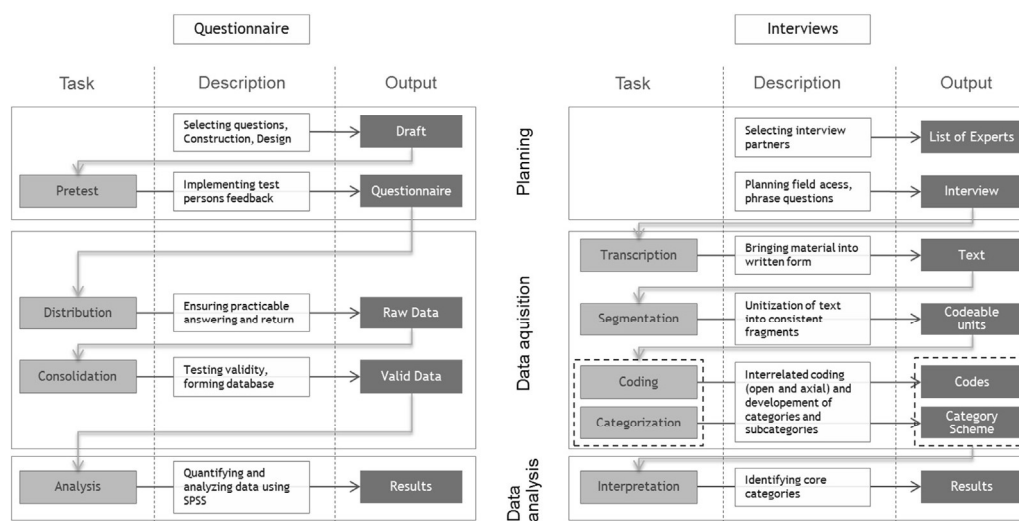 Questionnaire
Task
Description
Output
Selecting questions,
Construction, Design
Draft
Pretest
Implementing test
persons feedback
Questionnaire
Distribution
Ensuring practicable
answering and return
Raw Data
Consolidation
Testing validity,
forming database
Valid Data
Analysis
Quantifying and
analyzing data using
SPSS
Results
Planning
Data aquisition
Data
analysis
Interviews
Task
Description
Output
Selecting interview
partners
List of Experts
Planning field acess,
phrase questions
Interview
Transcription
Bringing material into
written form
Text
Segmentation
Unitization of text
into consistent
fragments
Codeable
units
Coding
Interrelated coding
(open and axial) and
developement of
categories and
subcategories
Codes
Categorization
Category
Scheme
Interpretation
Identifying core
categories
Results